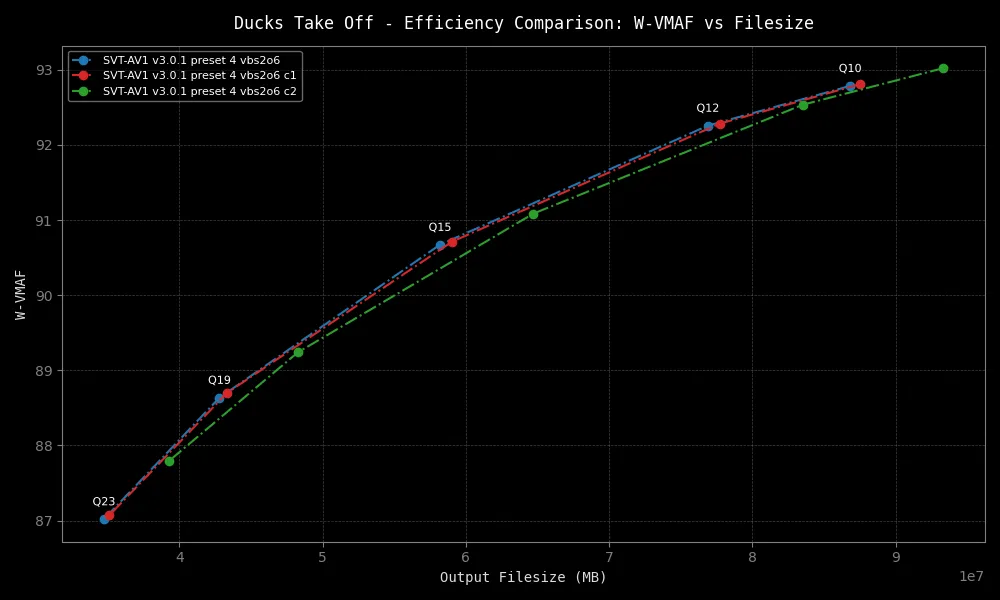 Ducks Take Off - Efficiency Comparison: W-VMAF vs Filesize
SVT-AV1 v3.0.1 preset 4 vbs2o6
SVT-AV1 v3.0.1 preset 4 vbs2o6 c1
SVT-AV1 v3.0.1 preset 4 vbs2o6 c2
Q10
Q12
Q15
Q19
Q23
W-VMAF
93
92
91
90
89
88
87
4 5 6 7 8 9
1e7
Output Filesize (MB)